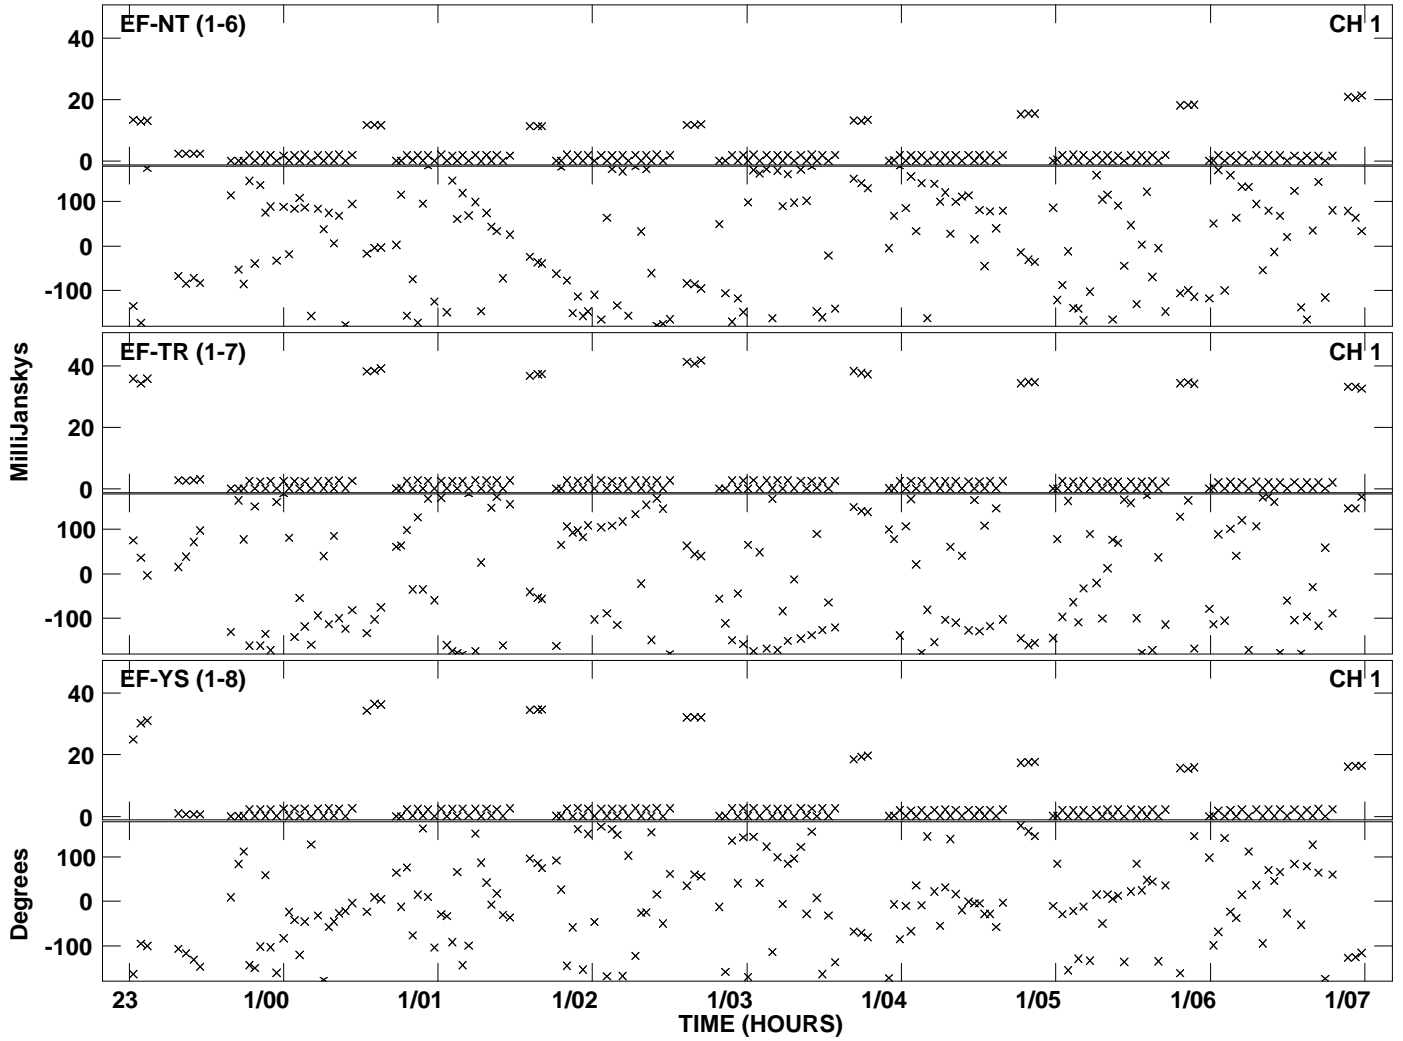 EF-NT (1-6) CH 1
40
20
0
100
0
-100
EF-TR (1-7) CH 1
40
20
0
100
0
-100
EF-YS (1-8) CH 1
40
20
0
100
0
-100
MilliJanskys
Degrees
23 1/00 1/01 1/02 1/03 1/04 1/05 1/06 1/07
TIME (HOURS)